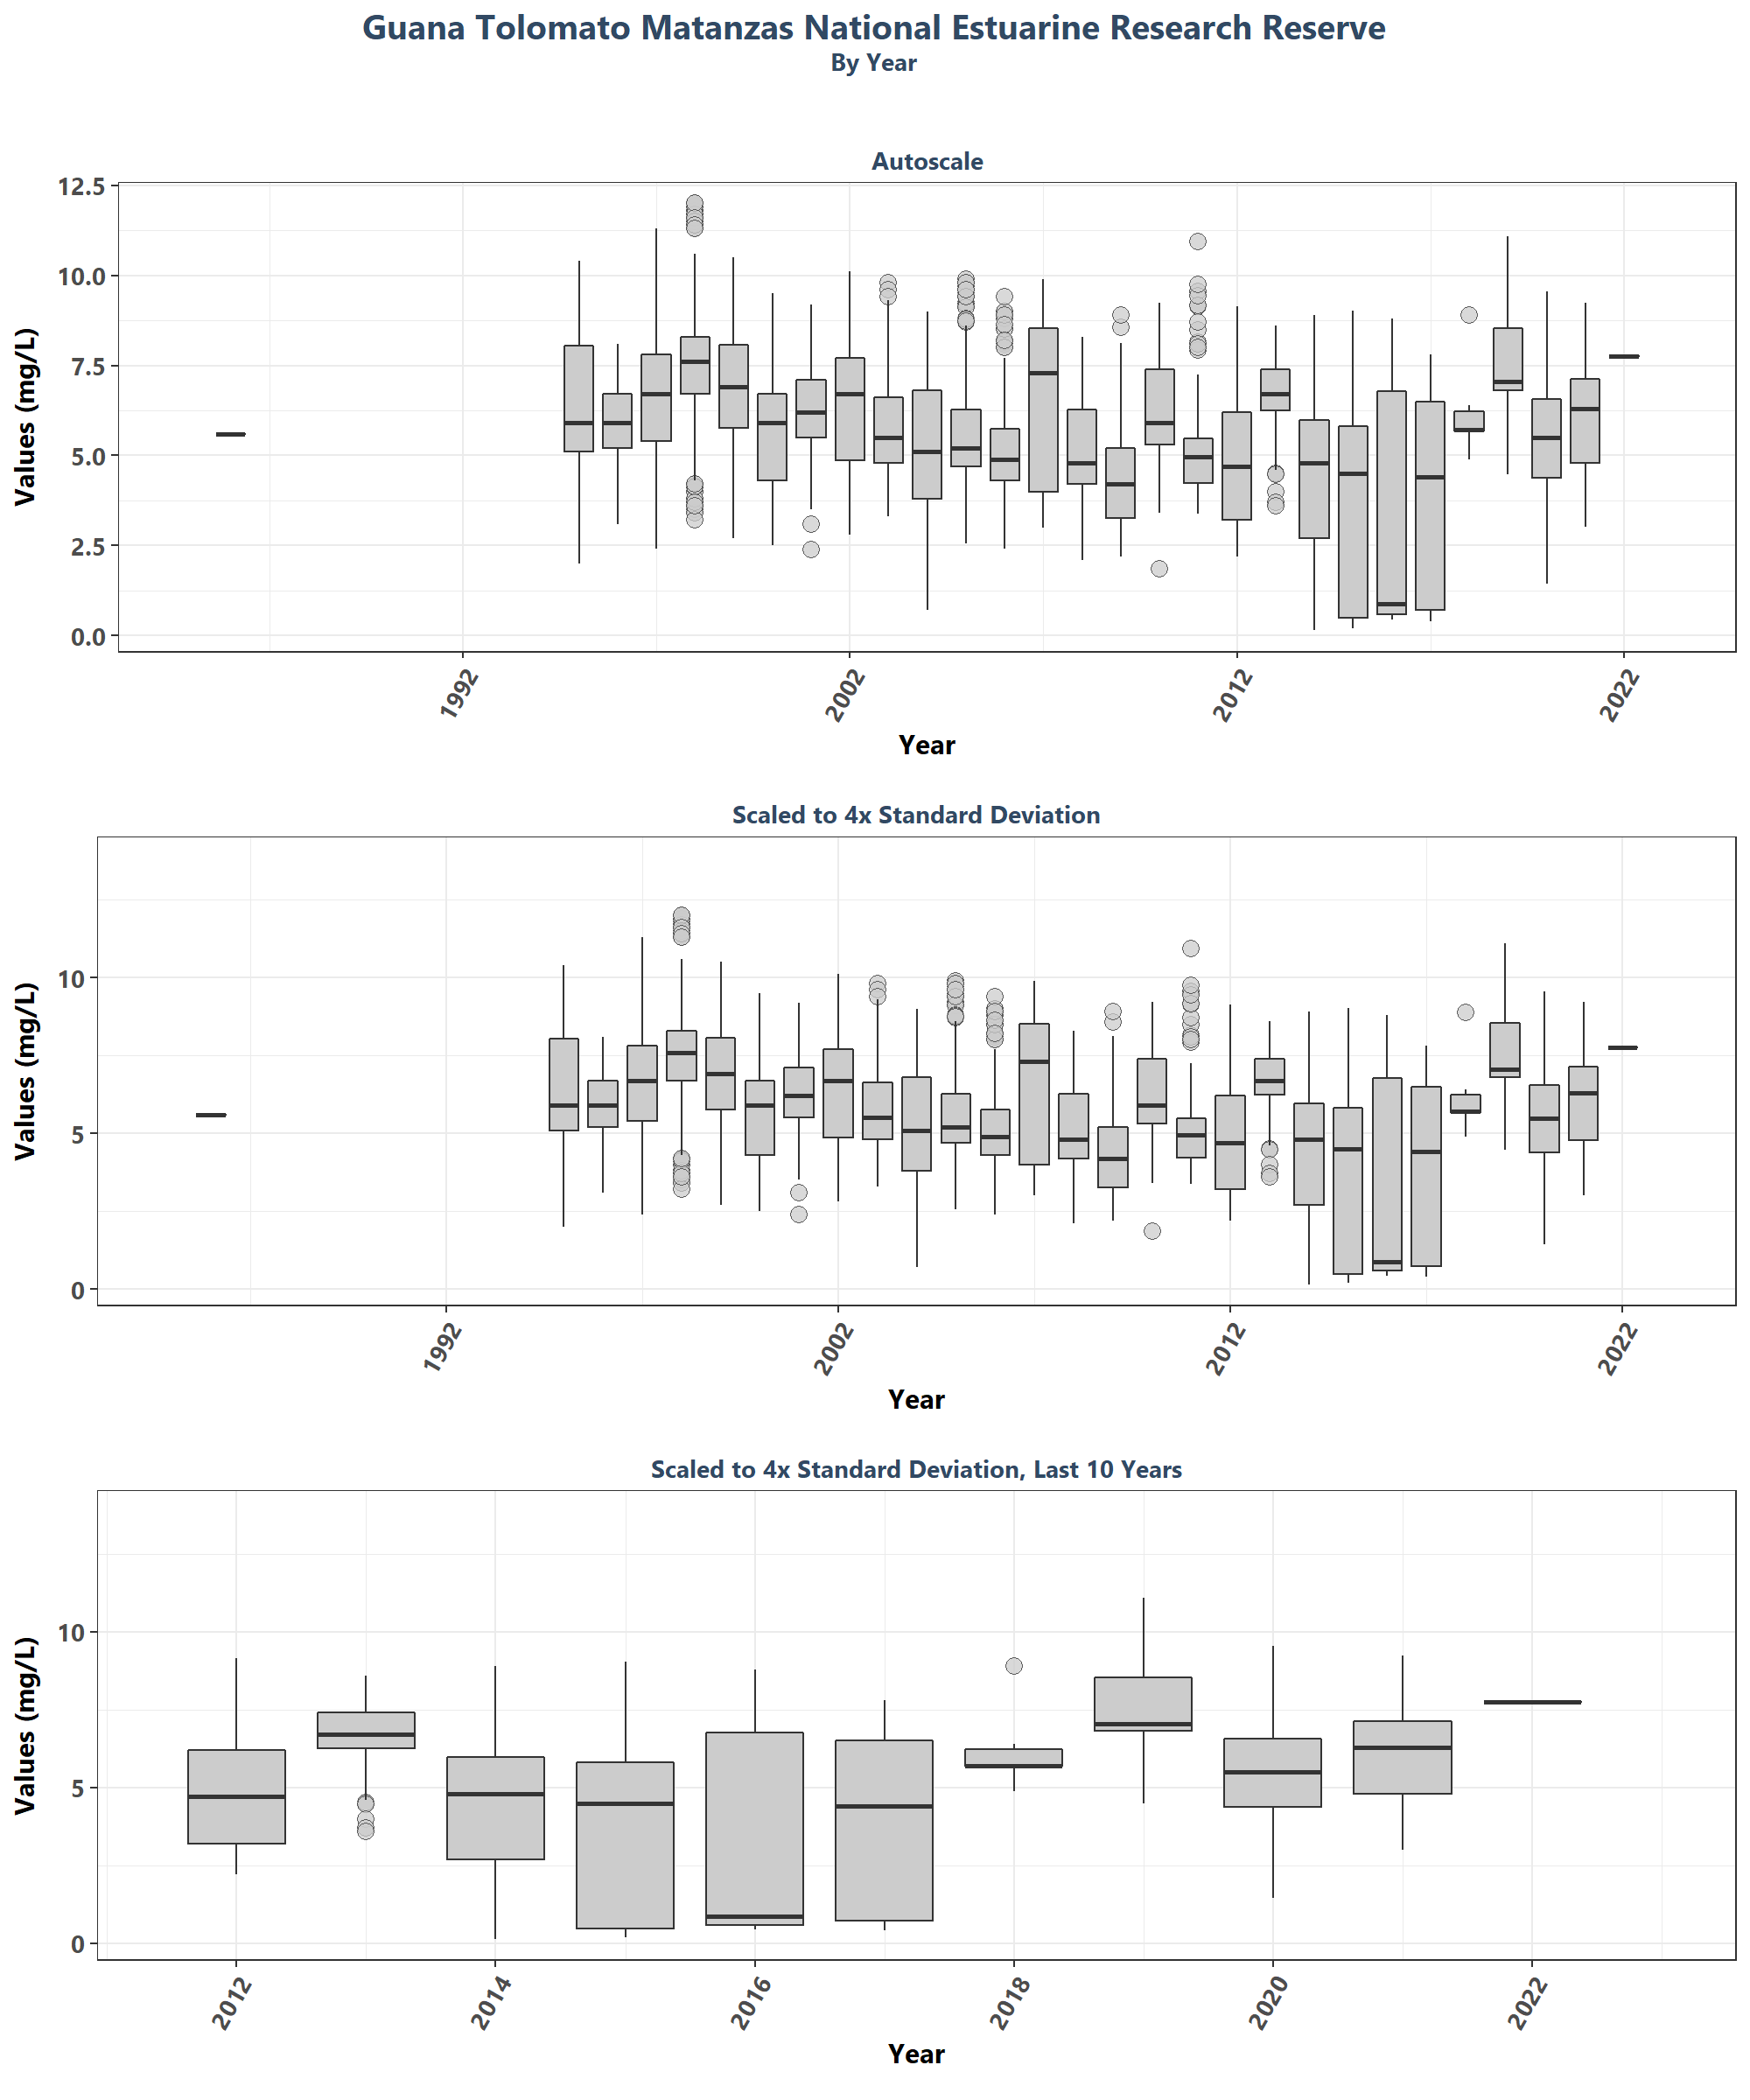 Guana Tolomato Matanzas National Estuarine Research Reserve
By Year
Autoscale
Values (mg/L)
12.5
10.0
7.5
5.0
2.5
0.0
1992
2002
2012
2022
Year
Scaled to 4x Standard Deviation
Values (mg/L)
10
5
0
1992
2002
2012
2022
Year
Scaled to 4x Standard Deviation, Last 10 Years
Values (mg/L)
10
5
0
2012
2014
2016
2018
2020
2022
Year